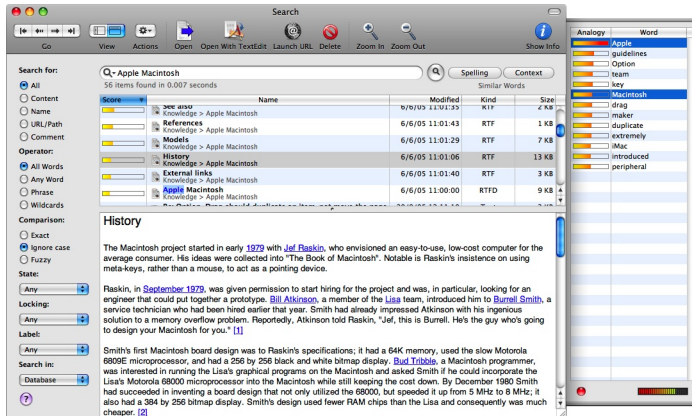 Search
Go
View
Actions
Open
Open With TextEdit
Launch URL
Delete
Zoom In
Zoom Out
Show Info
Search for:
All
Content
Name
URL/Path
Comment
Operator:
All Words
Any Word
Phrase
Wildcards
Comparison:
Exact
Ignore case
Fuzzy
State:
Any
Locking:
Any
Label:
Any
Search in:
Database
Apple Macintosh
Spelling
Context
56 items found in 0.007 seconds
Similar Words
Score Name Modified Kind Size
See also 6/6/05 11:01:35 RTF 2 KB
Knowledge > Apple Macintosh
References 6/6/05 11:01:43 RTF 1 KB
Knowledge > Apple Macintosh
Models 6/6/05 11:01:29 RTF 7 KB
Knowledge > Apple Macintosh
History 6/6/05 11:01:06 RTF 13 KB
Knowledge > Apple Macintosh
External links 6/6/05 11:01:40 RTF 3 KB
Knowledge > Apple Macintosh
Apple Macintosh 6/6/05 11:00:00 RTFD 9 KB
Knowledge > Apple Macintosh
History
The Macintosh project started in early 1979 with Jef Raskin, who envisioned an easy-to-use, low-cost computer for the
average consumer. His ideas were collected into "The Book of Macintosh". Notable is Raskin's insistence on using
meta-keys, rather than a mouse, to act as a pointing device.
Raskin, in September 1979, was given permission to start hiring for the project and was, in particular, looking for an
engineer that could put together a prototype. Bill Atkinson, a member of the Lisa team, introduced him to Burrell Smith, a
service technician who had been hired earlier that year. Smith had already impressed Atkinson with his ingenious
solution to a memory overflow problem. Reportedly, Atkinson told Raskin, "Jef, this is Burrell. He's the guy who's going
to design your Macintosh for you." [1]
Smith's first Macintosh board design was to Raskin's specifications; it had a 64K memory, used the slow Motorola
6809E microprocessor, and had a 256 by 256 black and white bitmap display. Bud Tribble, a Macintosh programmer,
was interested in running the Lisa's graphical programs on the Macintosh and asked Smith if he could incorporate the
Lisa's Motorola 68000 microprocessor into the Macintosh while still keeping the cost down. By December 1980 Smith
had succeeded in inventing a board design that not only utilized the 68000, but speeded it up from 5 MHz to 8 MHz; it
also had a 384 by 256 bitmap display. Smith's design used fewer RAM chips than the Lisa and consequently was much
cheaper. [2]
Analogy Word
Apple
guidelines
Option
team
key
Macintosh
drag
maker
duplicate
extremely
iMac
introduced
peripheral